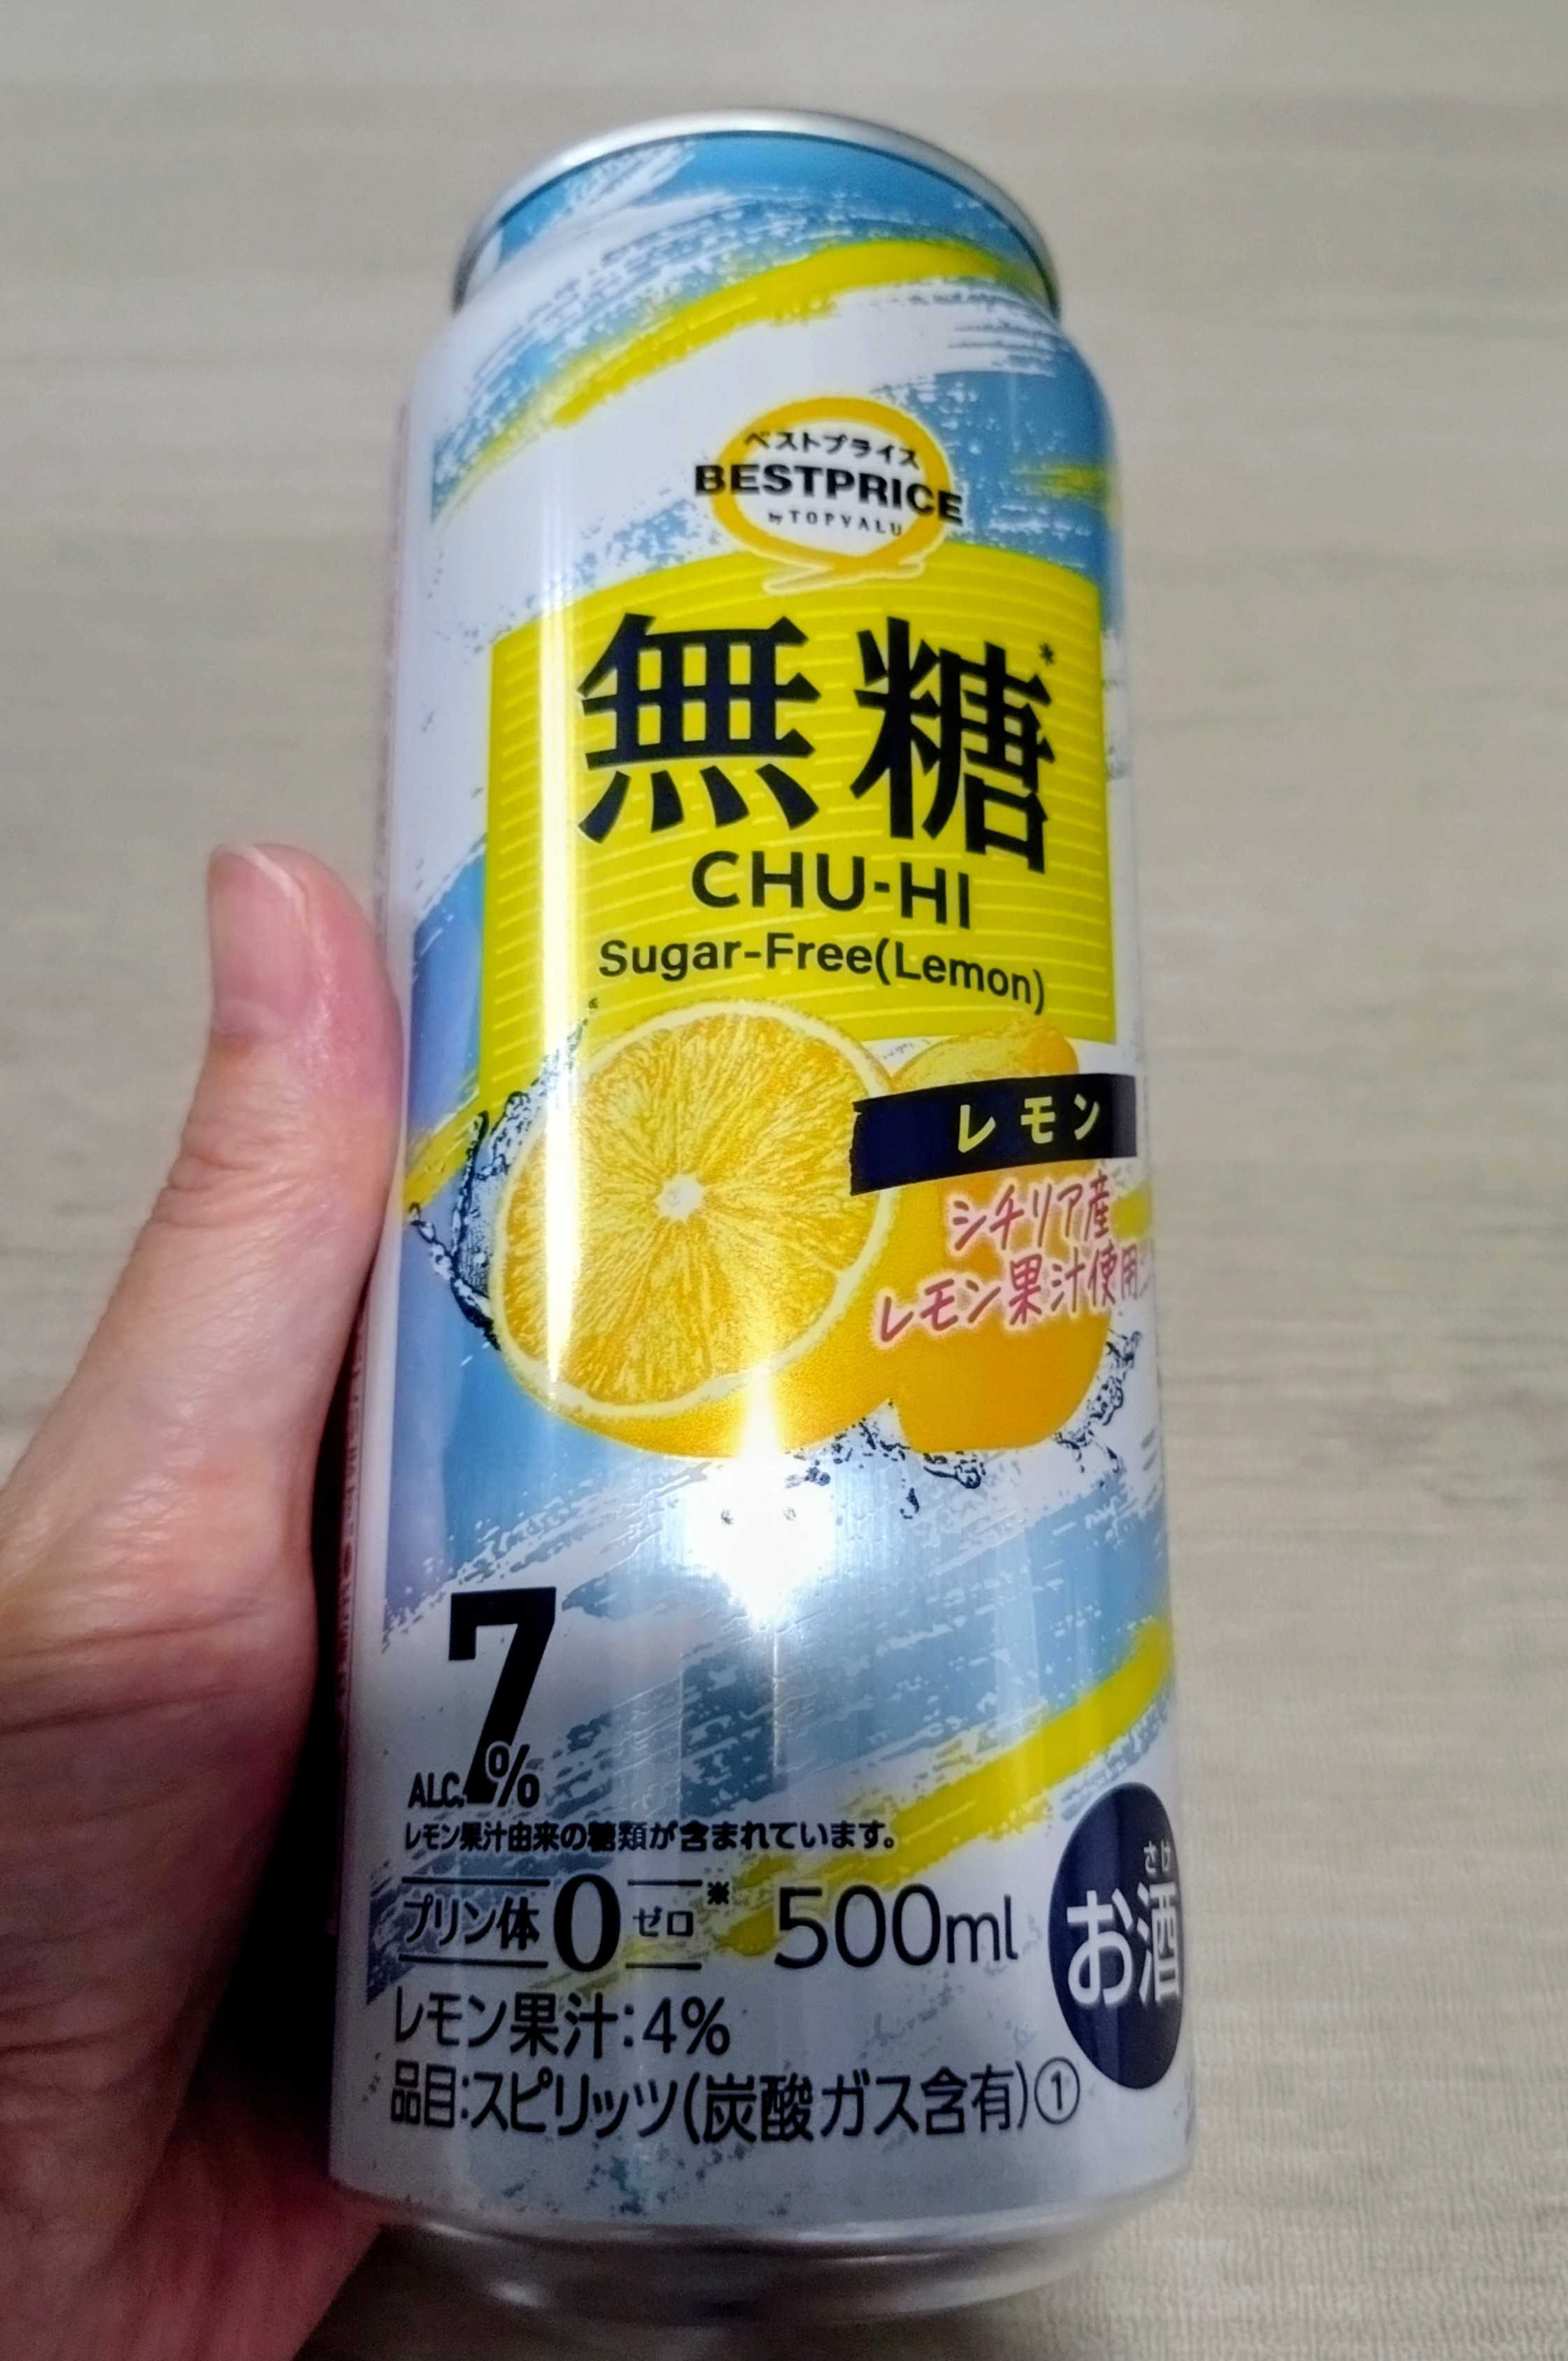 ベストプライス
BESTPRICE
by TOPVALU
無糖*
CHU-HI
Sugar-Free(Lemon)
レモン
シチリア産
レモン果汁使用
ALC.7%
レモン果汁由来の糖類が含まれています。
プリン体0ゼロ※ 500ml
さけ
お酒
レモン果汁:4%
品目:スピリッツ(炭酸ガス含有)①